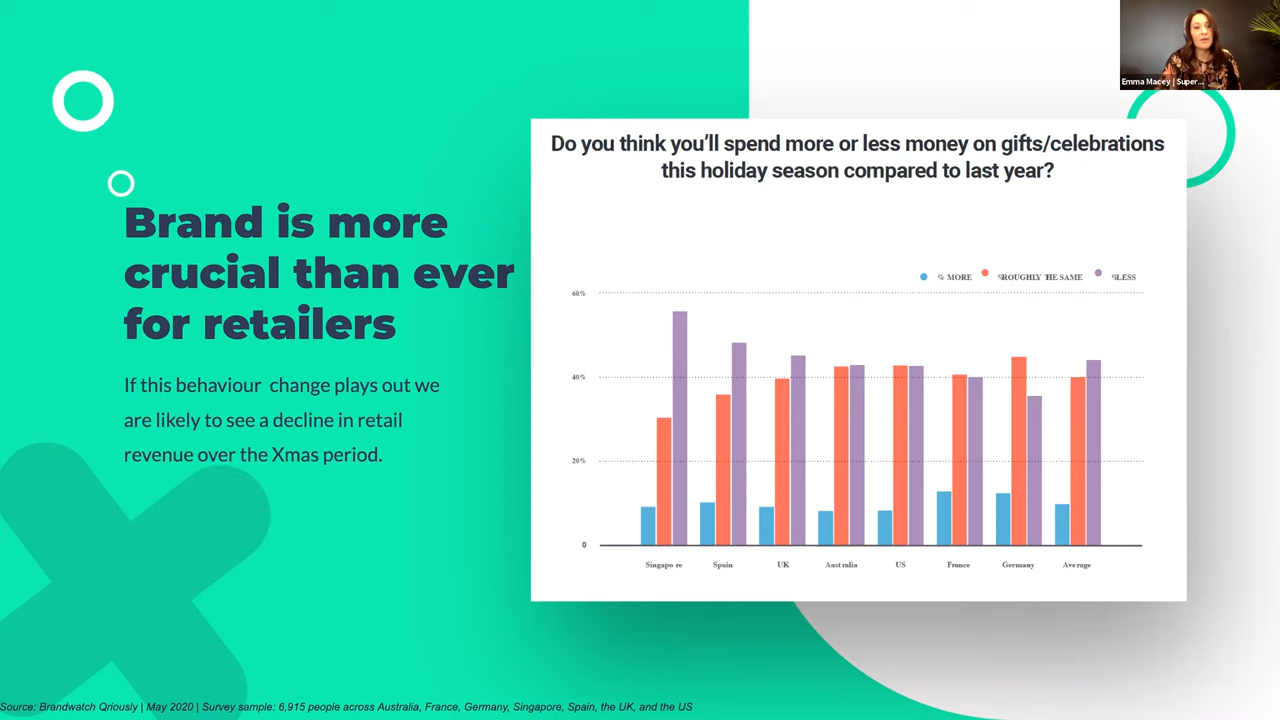 Emma Macey | Super...
Brand is more
crucial than ever
for retailers
If this behaviour change plays out we
are likely to see a decline in retail
revenue over the Xmas period.
Do you think you'll spend more or less money on gifts/celebrations
this holiday season compared to last year?
% MORE %ROUGHLY THE SAME %LESS
60%
40%
20%
0
Singapore Spain UK Australia US France Germany Average
Source: Brandwatch Qriously | May 2020 | Survey sample: 6,915 people across Australia, France, Germany, Singapore, Spain, the UK, and the US